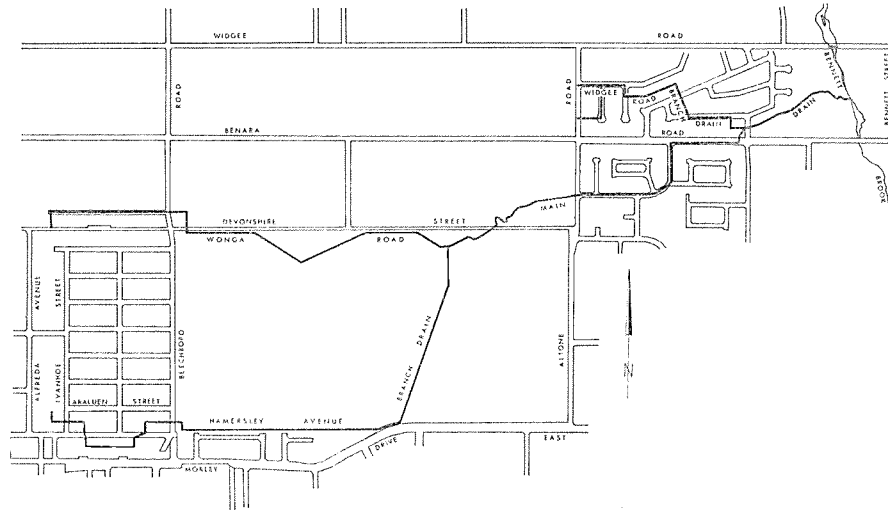 WIDGEE ROAD
BENNETT STREET
ROAD
ROAD
WIDGEE ROAD BRANCH DRAIN
DRAIN
BENARA ROAD
BENNETT BROOK
MAIN
DEVONSHIRE STREET
WONGA ROAD
ALFREDA AVENUE
IVANHOE STREET
BEECHBORO
BRANCH DRAIN
ALTONE
N
ARALUEN STREET
HAMERSLEY AVENUE
MORLEY DRIVE EAST